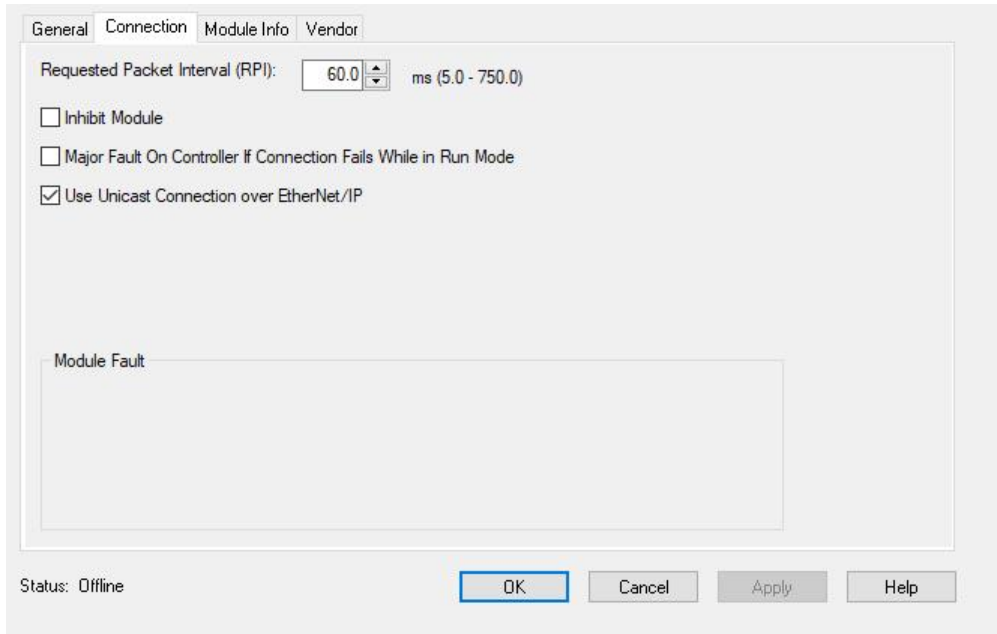 General Connection Module Info Vendor
Requested Packet Interval (RPI): 60.0 ms (5.0 - 750.0)
Inhibit Module
Major Fault On Controller If Connection Fails While in Run Mode
Use Unicast Connection over EtherNet/IP
Module Fault
Status: Offline OK Cancel Apply Help